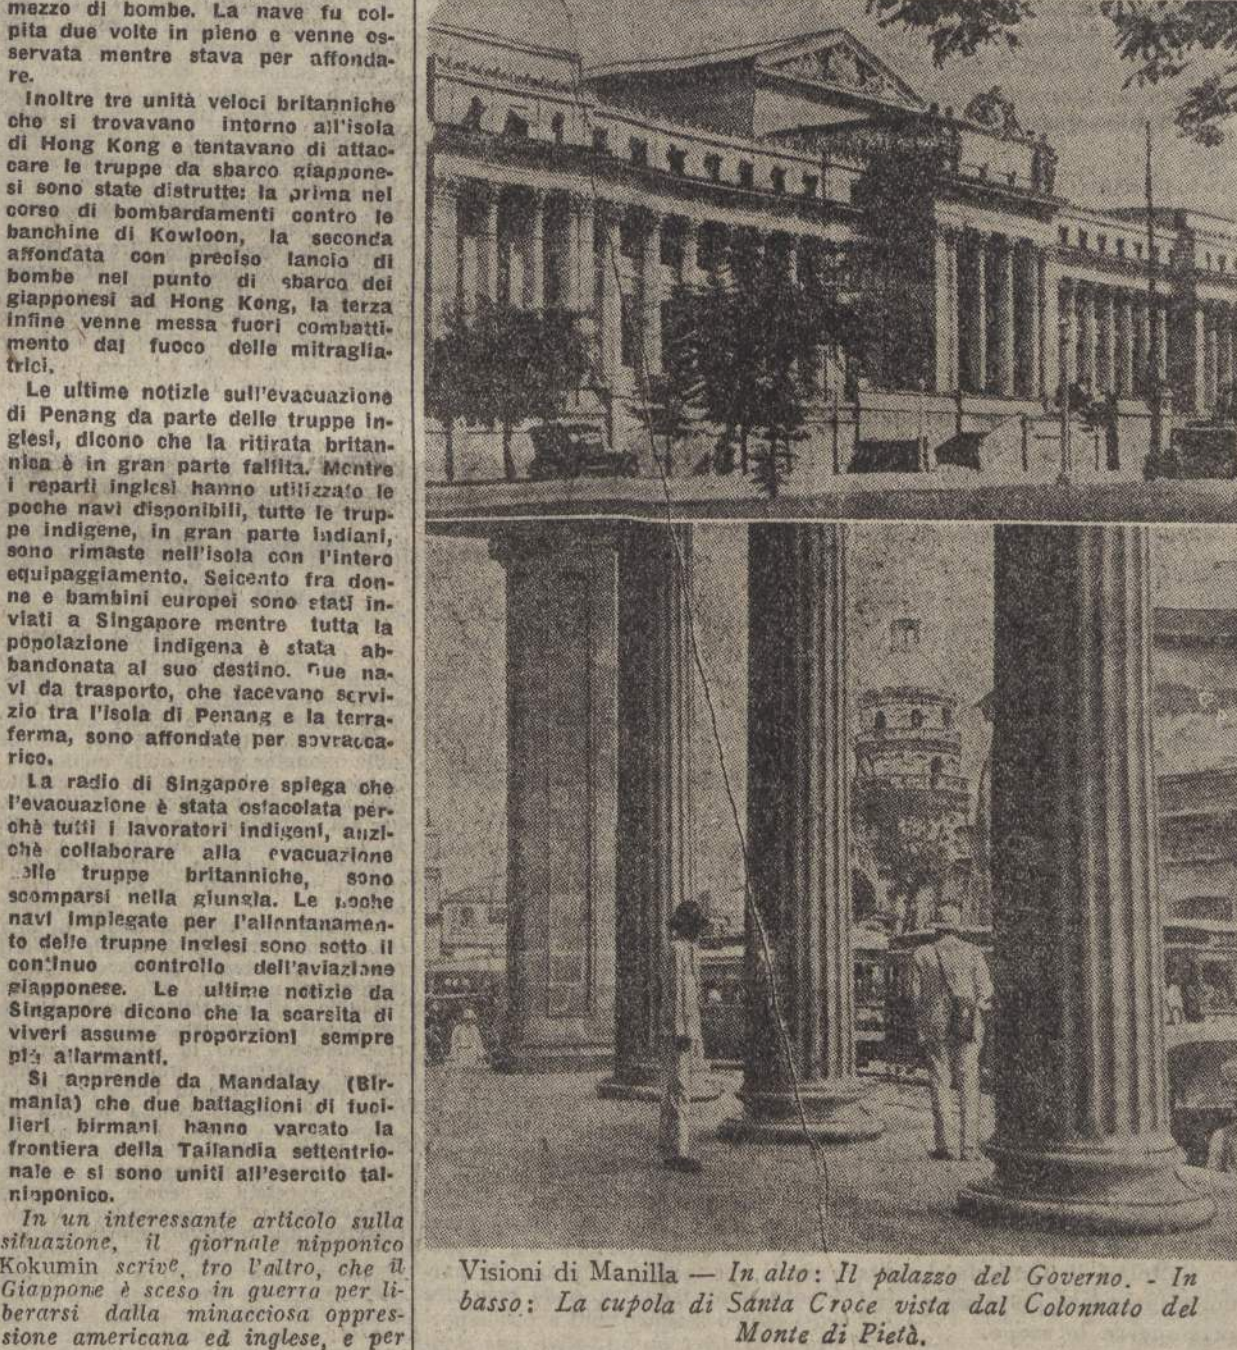 mezzo di bombe. La nave fu col-
pita due volte in pieno e venne os-
servata mentre stava per affonda-
re.
Inoltre tre unità veloci britanniche
che si trovavano intorno all'isola
di Hong Kong e tentavano di attac-
care le truppe da sbarco giappone-
si sono state distrutte: la prima nel
corso di bombardamenti contro le
banchine di Kowloon, la seconda
affondata con preciso lancio di
bombe nel punto di sbarco dei
giapponesi ad Hong Kong, la terza
infine venne messa fuori combatti-
mento dal fuoco delle mitraglia-
trici.
Le ultime notizie sull'evacuazione
di Penang da parte delle truppe in-
glesi, dicono che la ritirata britan-
nica è in gran parte fallita. Mentre
i reparti inglesi hanno utilizzato le
poche navi disponibili, tutte le trup-
pe indigene, in gran parte indiani,
sono rimaste nell'isola con l'intero
equipaggiamento. Seicento fra don-
ne e bambini europei sono stati in-
viati a Singapore mentre tutta la
popolazione indigena è stata ab-
bandonata al suo destino. Due na-
vi da trasporto, che facevano servi-
zio tra l'isola di Penang e la terra-
ferma, sono affondate per sovracca-
rico.
La radio di Singapore spiega che
l'evacuazione è stata ostacolata per-
chè tutti i lavoratori indigeni, anzi-
chè collaborare alla evacuazione
delle truppe britanniche, sono
scomparsi nella giungla. Le poche
navi impiegate per l'allontanamen-
to delle truppe inglesi sono sotto il
continuo controllo dell'aviazione
giapponese. Le ultime notizie da
Singapore dicono che la scarsità di
viveri assume proporzioni sempre
più allarmanti.
Si apprende da Mandalay (Bir-
mania) che due battaglioni di fuci-
lieri birmani hanno varcato la
frontiera della Tailandia settentrio-
nale e si sono uniti all'esercito tai-
nipponico.
In un interessante articolo sulla
situazione, il giornale nipponico
Kokumin scrive, tro l'altro, che il
Giappone è sceso in guerra per li-
berarsi dalla minacciosa oppres-
sione americana ed inglese, e per
Visioni di Manilla — In alto: Il palazzo del Governo. - In
basso: La cupola di Santa Croce vista dal Colonnato del
Monte di Pietà.